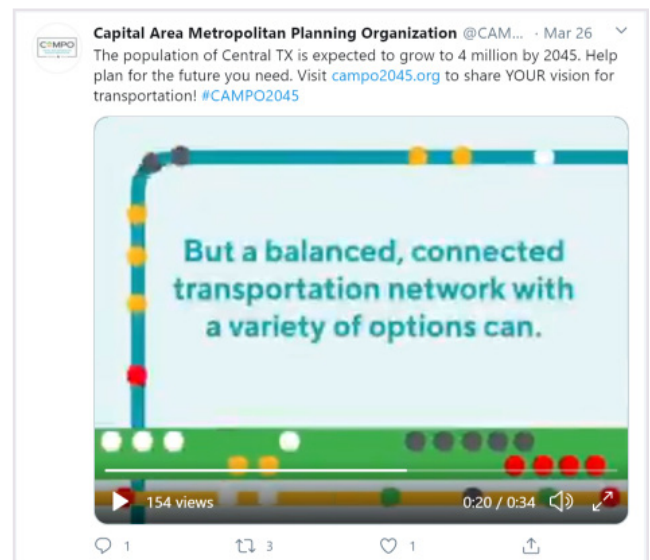 Capital Area Metropolitan Planning Organization @CAM... · Mar 26
CAMPO
The population of Central TX is expected to grow to 4 million by 2045. Help
plan for the future you need. Visit campo2045.org to share YOUR vision for
transportation! #CAMPO2045
But a balanced, connected
transportation network with
a variety of options can.
154 views
0:20 / 0:34
1
3
1